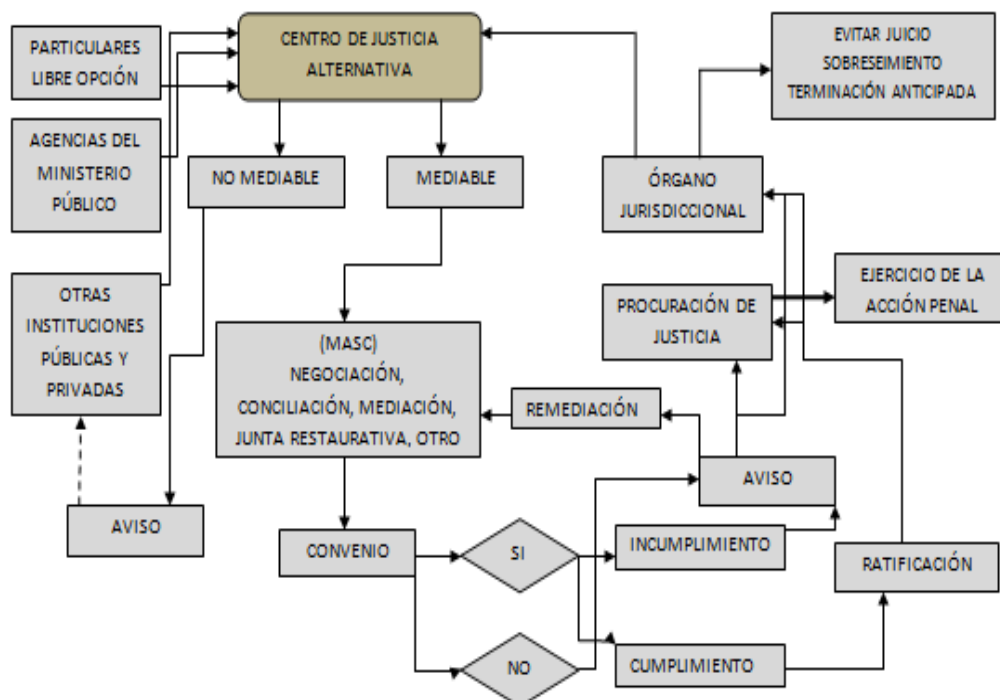 PARTICULARES
LIBRE OPCIÓN
CENTRO DE JUSTICIA
ALTERNATIVA
EVITAR JUICIO
SOBRESEIMIENTO
TERMINACIÓN ANTICIPADA
AGENCIAS DEL
MINISTERIO
PÚBLICO
NO MEDIABLE
MEDIABLE
ÓRGANO
JURISDICCIONAL
OTRAS
INSTITUCIONES
PÚBLICAS Y
PRIVADAS
PROCURACIÓN DE
JUSTICIA
EJERCICIO DE LA
ACCIÓN PENAL
(MASC)
NEGOCIACIÓN,
CONCILIACIÓN, MEDIACIÓN,
JUNTA RESTAURATIVA, OTRO
REMEDIACIÓN
AVISO
AVISO
CONVENIO
SI
INCUMPLIMIENTO
RATIFICACIÓN
NO
CUMPLIMIENTO